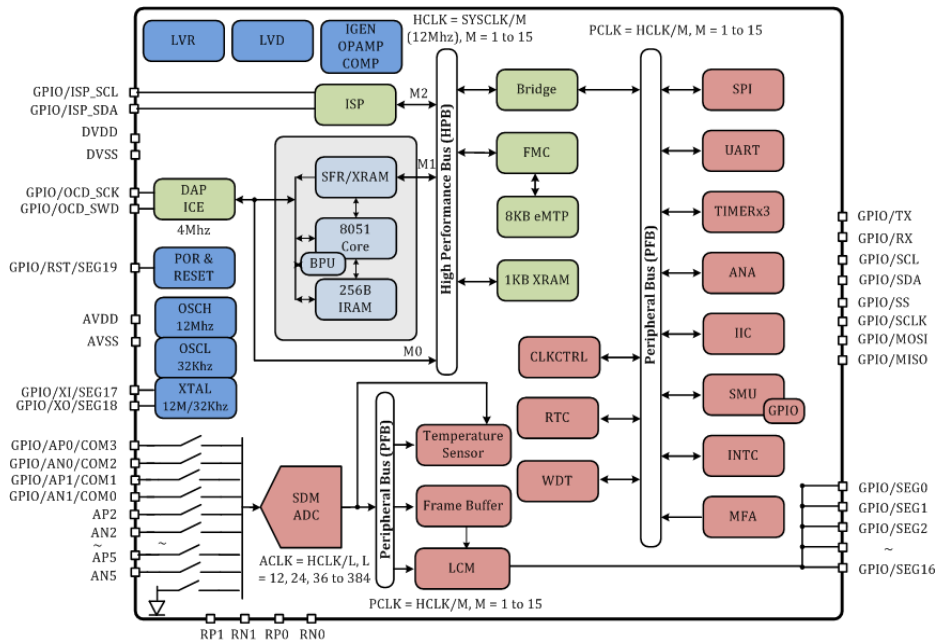 LVR
LVD
IGEN
OPAMP
COMP
HCLK = SYSCLK/M
(12Mhz), M = 1 to 15
PCLK = HCLK/M, M = 1 to 15
GPIO/ISP_SCL
GPIO/ISP_SDA
DVDD
DVSS
GPIO/OCD_SCK
GPIO/OCD_SWD
GPIO/RST/SEG19
AVDD
AVSS
GPIO/XI/SEG17
GPIO/XO/SEG18
GPIO/AP0/COM3
GPIO/AN0/COM2
GPIO/AP1/COM1
GPIO/AN1/COM0
AP2
AN2
~
~
AP5
AN5
ISP
M2
DAP
ICE
4Mhz
POR &
RESET
OSCH
12Mhz
OSCL
32Khz
XTAL
12M/32Khz
SFR/XRAM
M1
8051
Core
BPU
256B
IRAM
M0
High Performance Bus (HPB)
Bridge
FMC
8KB eMTP
1KB XRAM
CLKCTRL
RTC
WDT
Peripheral Bus (PFB)
SPI
UART
TIMERx3
ANA
IIC
SMU
GPIO
INTC
MFA
SDM
ADC
ACLK = HCLK/L, L
= 12, 24, 36 to 384
Peripheral Bus (PFB)
Temperature
Sensor
Frame Buffer
LCM
PCLK = HCLK/M, M = 1 to 15
GPIO/TX
GPIO/RX
GPIO/SCL
GPIO/SDA
GPIO/SS
GPIO/SCLK
GPIO/MOSI
GPIO/MISO
GPIO/SEG0
GPIO/SEG1
GPIO/SEG2
~
GPIO/SEG16
RP1
RN1
RP0
RN0